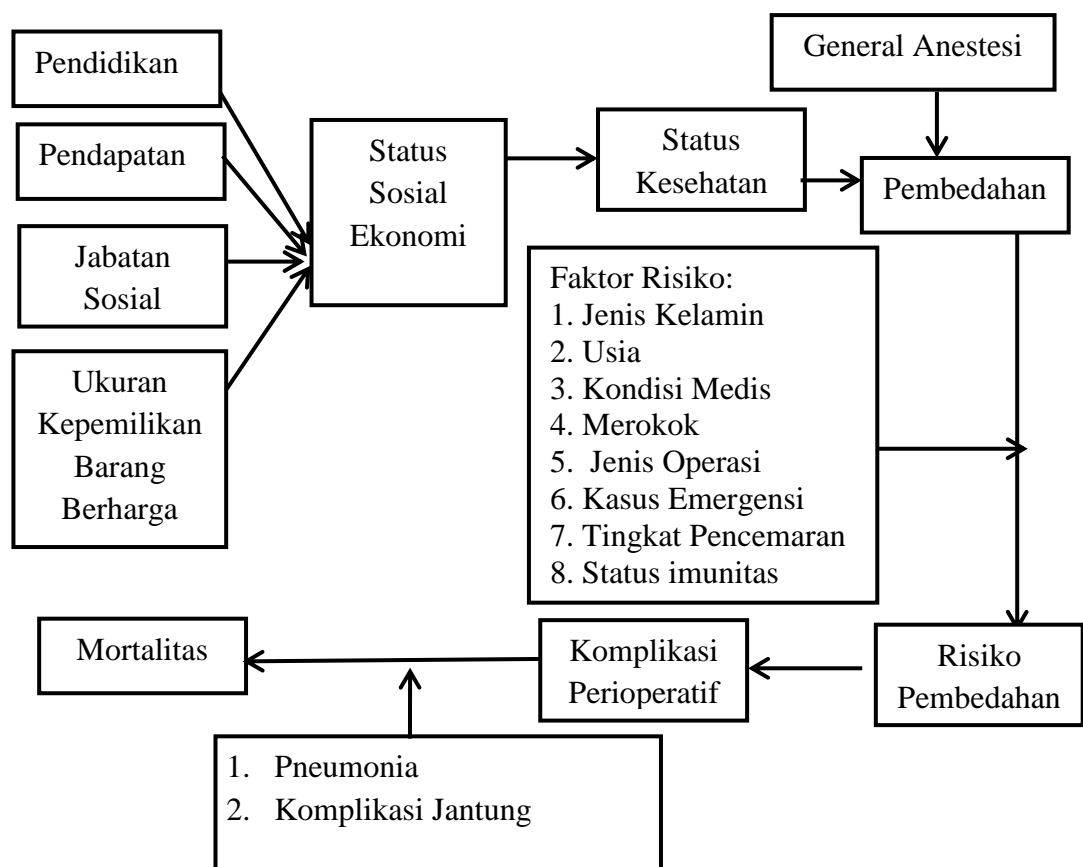 Pendidikan
Pendapatan
Jabatan
Sosial
Ukuran
Kepemilikan
Barang
Berharga
Status
Sosial
Ekonomi
Status
Kesehatan
General Anestesi
Pembedahan
Faktor Risiko:
1. Jenis Kelamin
2. Usia
3. Kondisi Medis
4. Merokok
5. Jenis Operasi
6. Kasus Emergensi
7. Tingkat Pencemaran
8. Status imunitas
Risiko
Pembedahan
Komplikasi
Perioperatif
Mortalitas
1. Pneumonia
2. Komplikasi Jantung